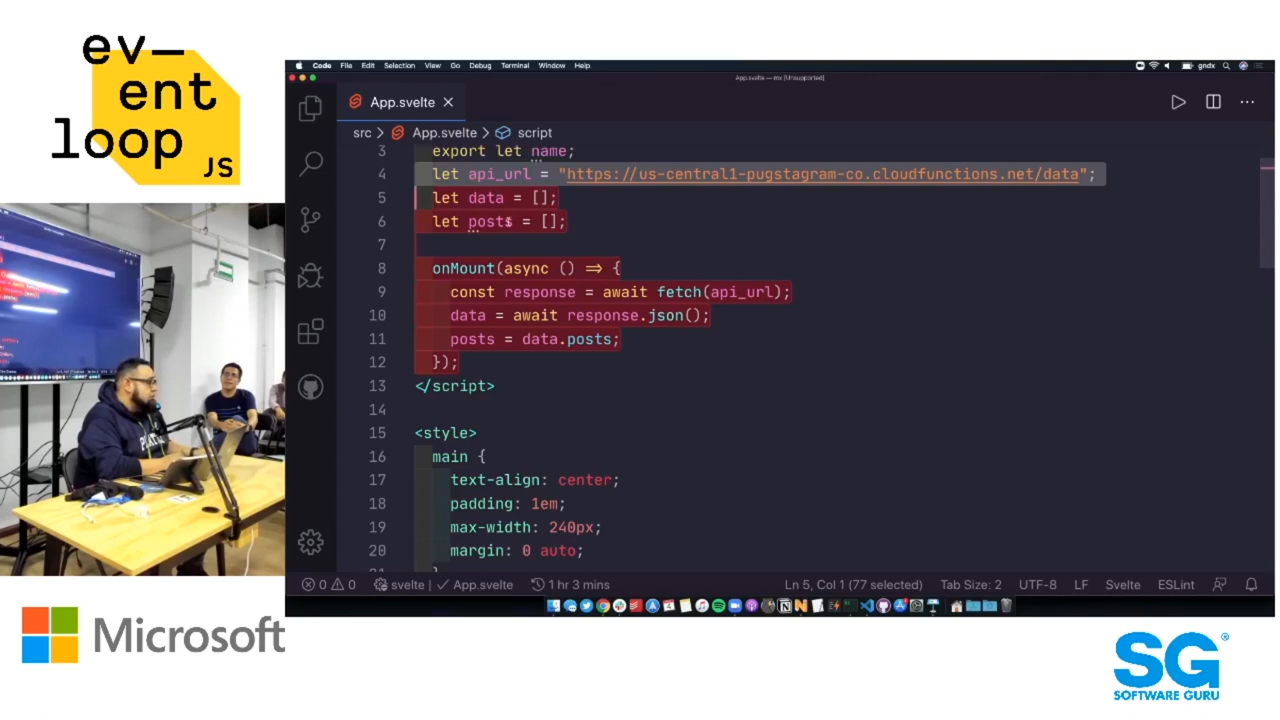 ev—
ent
loop
JS
Code File Edit Selection View Go Debug Terminal Window Help
gndx
App.svelte — mx [Unsupported]
App.svelte
src > App.svelte > script
3 export let name;
4 let api_url = "https://us-central1-pugstagram-co.cloudfunctions.net/data";
5 let data = [];
6 let posts = [];
7
8 onMount(async () => {
9 const response = await fetch(api_url);
10 data = await response.json();
11 posts = data.posts;
12 });
13 </script>
14
15 <style>
16 main {
17 text-align: center;
18 padding: 1em;
19 max-width: 240px;
20 margin: 0 auto;
0 0 svelte | ✓ App.svelte 1 hr 3 mins Ln 5, Col 1 (77 selected) Tab Size: 2 UTF-8 LF Svelte ESLint
Microsoft
SG®
SOFTWARE GURU